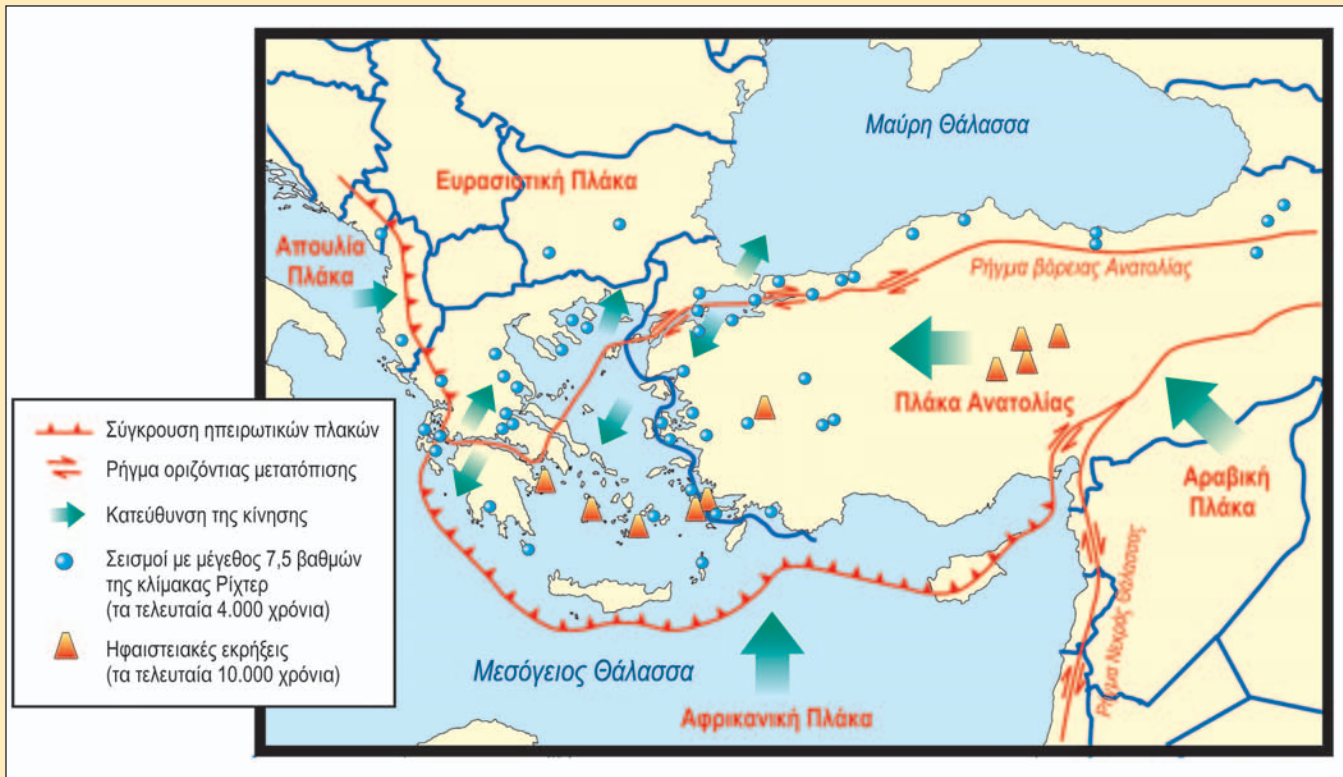 Μαύρη Θάλασσα
Ευρασιατική Πλάκα
Απουλία
Πλάκα
Ρήγμα βόρειας Ανατολίας
Πλάκα Ανατολίας
Αραβική
Πλάκα
Ρήγμα Νεκράς Θάλασσας
Μεσόγειος Θάλασσα
Αφρικανική Πλάκα
Σύγκρουση ηπειρωτικών πλακών
Ρήγμα οριζόντιας μετατόπισης
Κατεύθυνση της κίνησης
Σεισμοί με μέγεθος 7,5 βαθμών
της κλίμακας Ρίχτερ
(τα τελευταία 4.000 χρόνια)
Ηφαιστειακές εκρήξεις
(τα τελευταία 10.000 χρόνια)